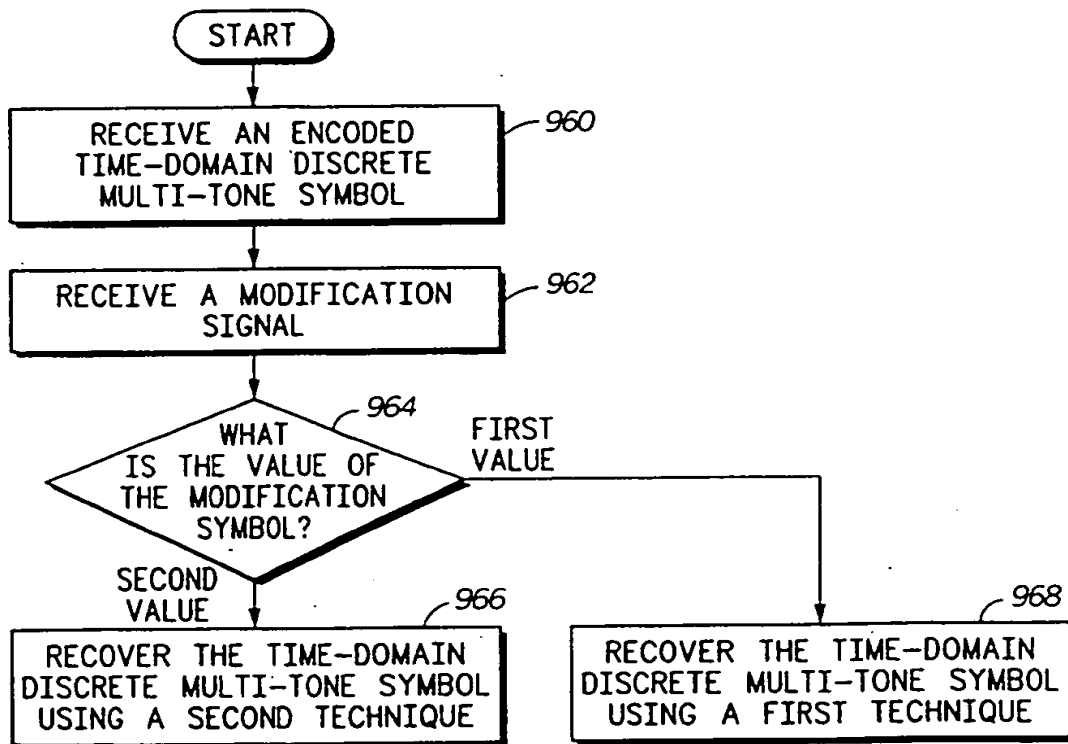 START
RECEIVE AN ENCODED
TIME-DOMAIN DISCRETE
MULTI-TONE SYMBOL
960
RECEIVE A MODIFICATION
SIGNAL
962
WHAT
IS THE VALUE OF
THE MODIFICATION
SYMBOL?
964
FIRST
VALUE
SECOND
VALUE
966
RECOVER THE TIME-DOMAIN
DISCRETE MULTI-TONE SYMBOL
USING A SECOND TECHNIQUE
968
RECOVER THE TIME-DOMAIN
DISCRETE MULTI-TONE SYMBOL
USING A FIRST TECHNIQUE